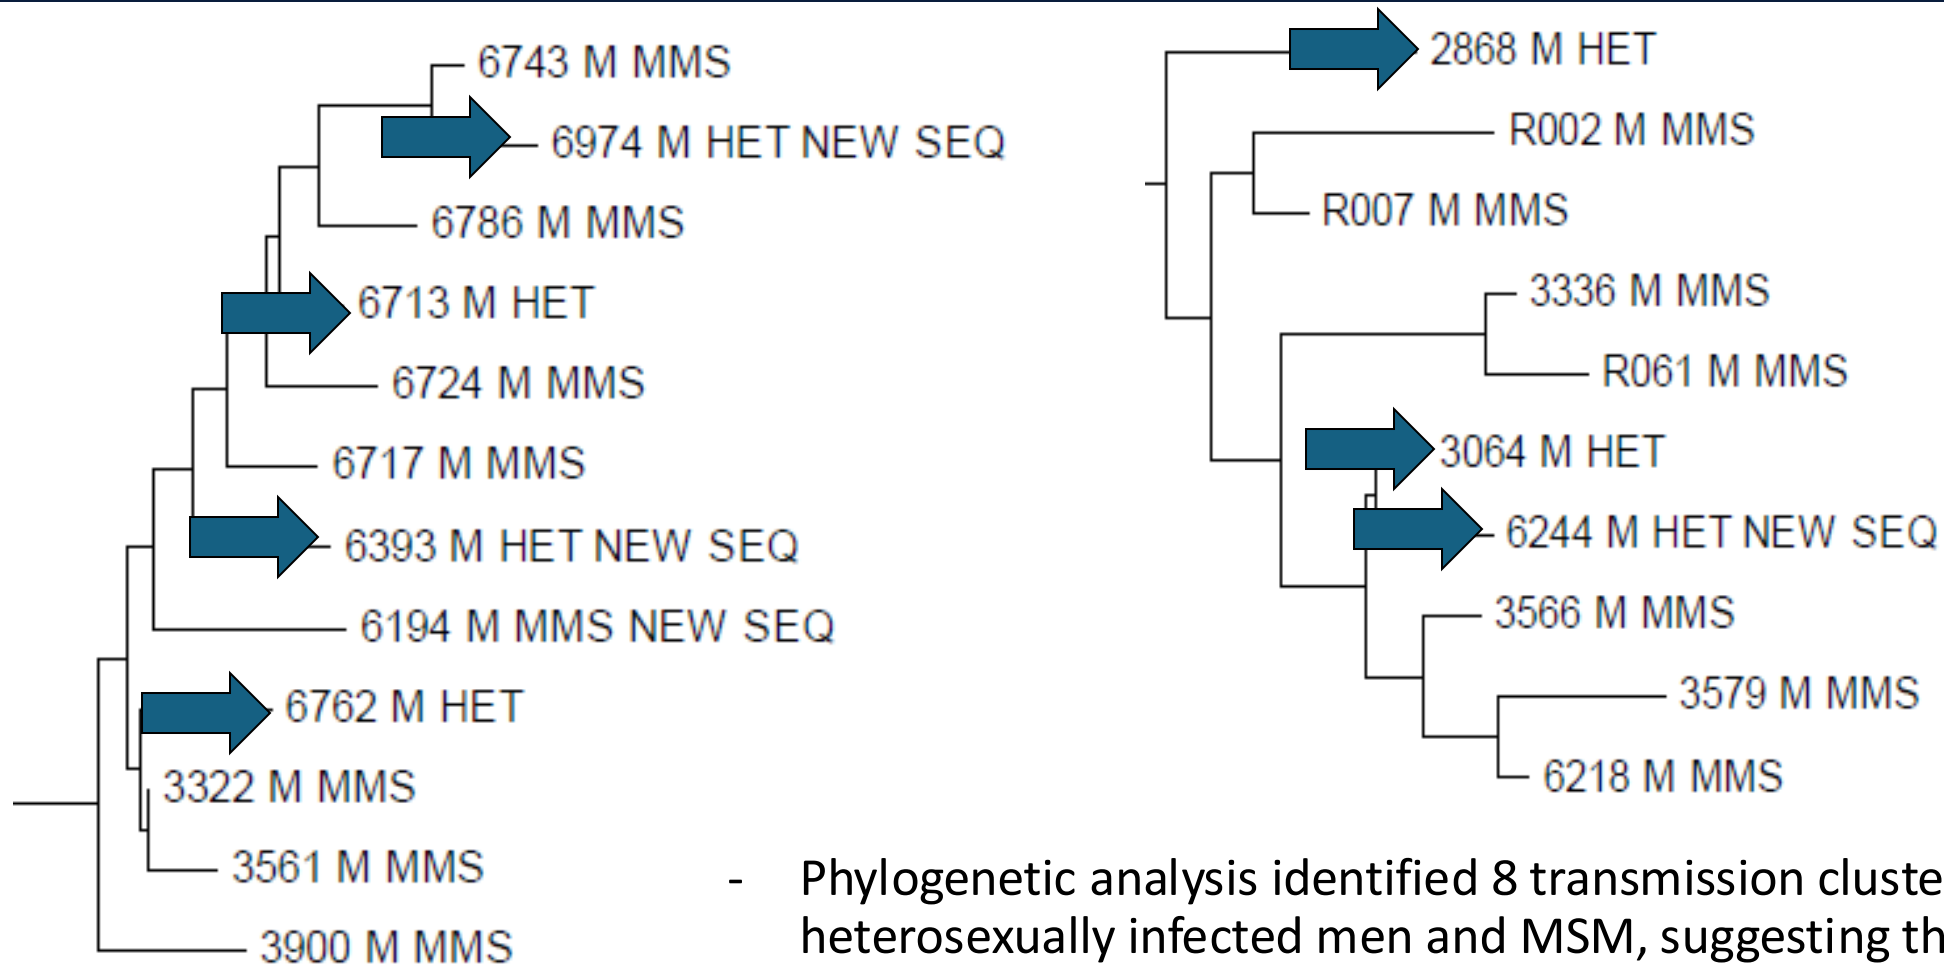 6743 M MMS
6974 M HET NEW SEQ
6786 M MMS
6713 M HET
6724 M MMS
6717 M MMS
6393 M HET NEW SEQ
6194 M MMS NEW SEQ
6762 M HET
3322 M MMS
3561 M MMS
3900 M MMS
2868 M HET
R002 M MMS
R007 M MMS
3336 M MMS
R061 M MMS
3064 M HET
6244 M HET NEW SEQ
3566 M MMS
3579 M MMS
6218 M MMS
- Phylogenetic analysis identified 8 transmission cluste
heterosexually infected men and MSM, suggesting th